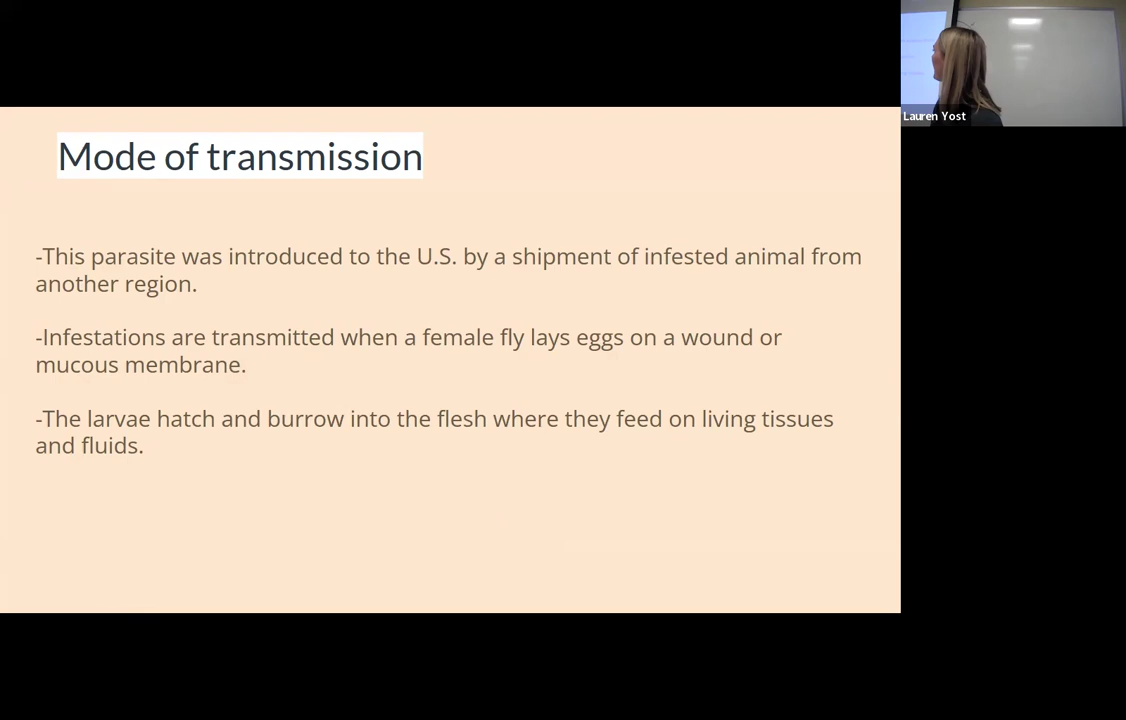 Mode of transmission
-This parasite was introduced to the U.S. by a shipment of infested animal from
another region.
-Infestations are transmitted when a female fly lays eggs on a wound or
mucous membrane.
-The larvae hatch and burrow into the flesh where they feed on living tissues
and fluids.
Lauren Yost